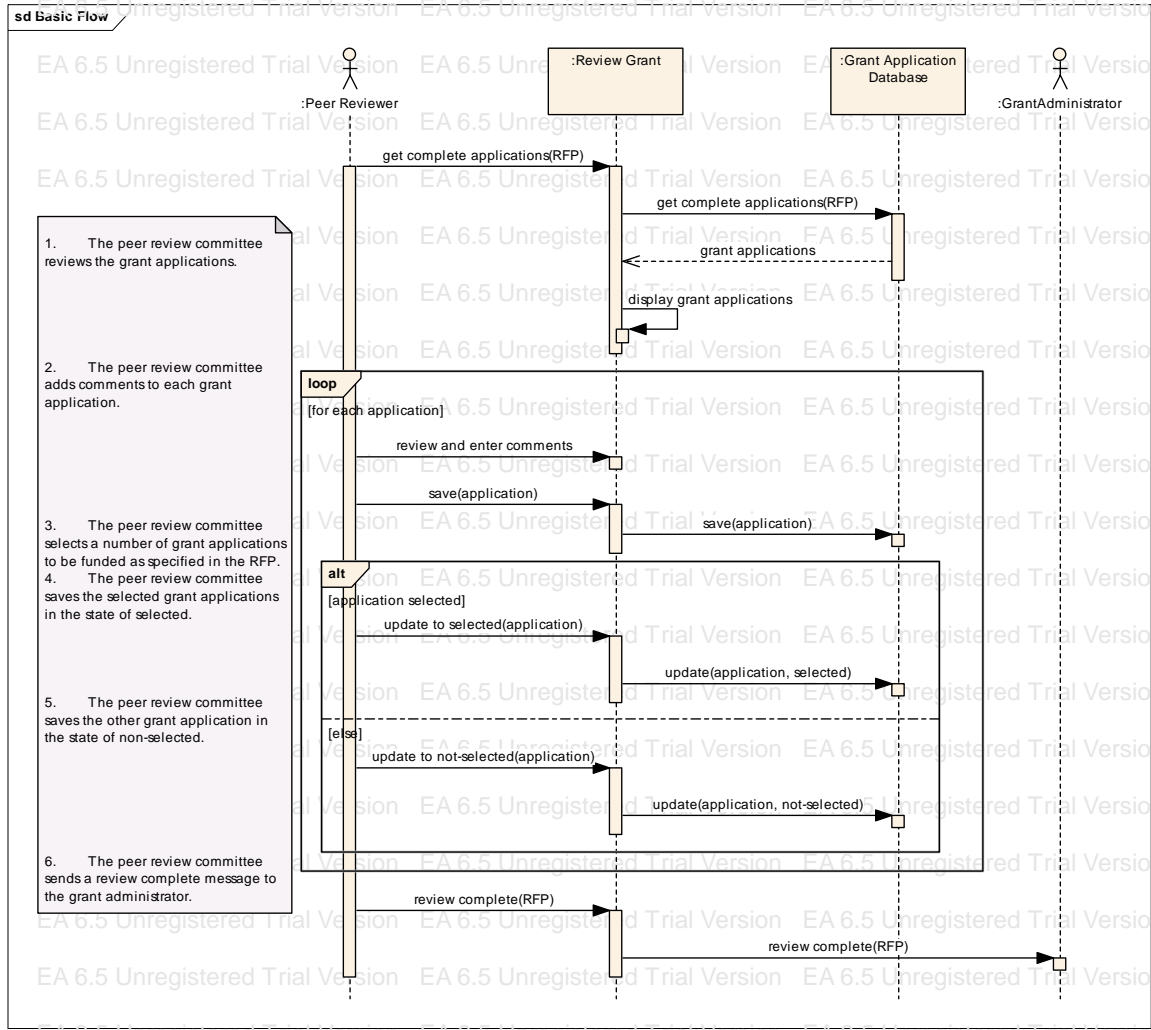 sd Basic Flow
:Peer Reviewer
:Review Grant
:Grant Application
Database
:GrantAdministrator
get complete applications(RFP)
get complete applications(RFP)
grant applications
display grant applications
1. The peer review committee
reviews the grant applications.
2. The peer review committee
adds comments to each grant
application.
3. The peer review committee
selects a number of grant applications
to be funded as specified in the RFP.
4. The peer review committee
saves the selected grant applications
in the state of selected.
5. The peer review committee
saves the other grant application in
the state of non-selected.
6. The peer review committee
sends a review complete message to
the grant administrator.
loop
[for each application]
review and enter comments
save(application)
save(application)
alt
[application selected]
update to selected(application)
update(application, selected)
[else]
update to not-selected(application)
update(application, not-selected)
review complete(RFP)
review complete(RFP)
EA 6.5 Unregistered Trial Version